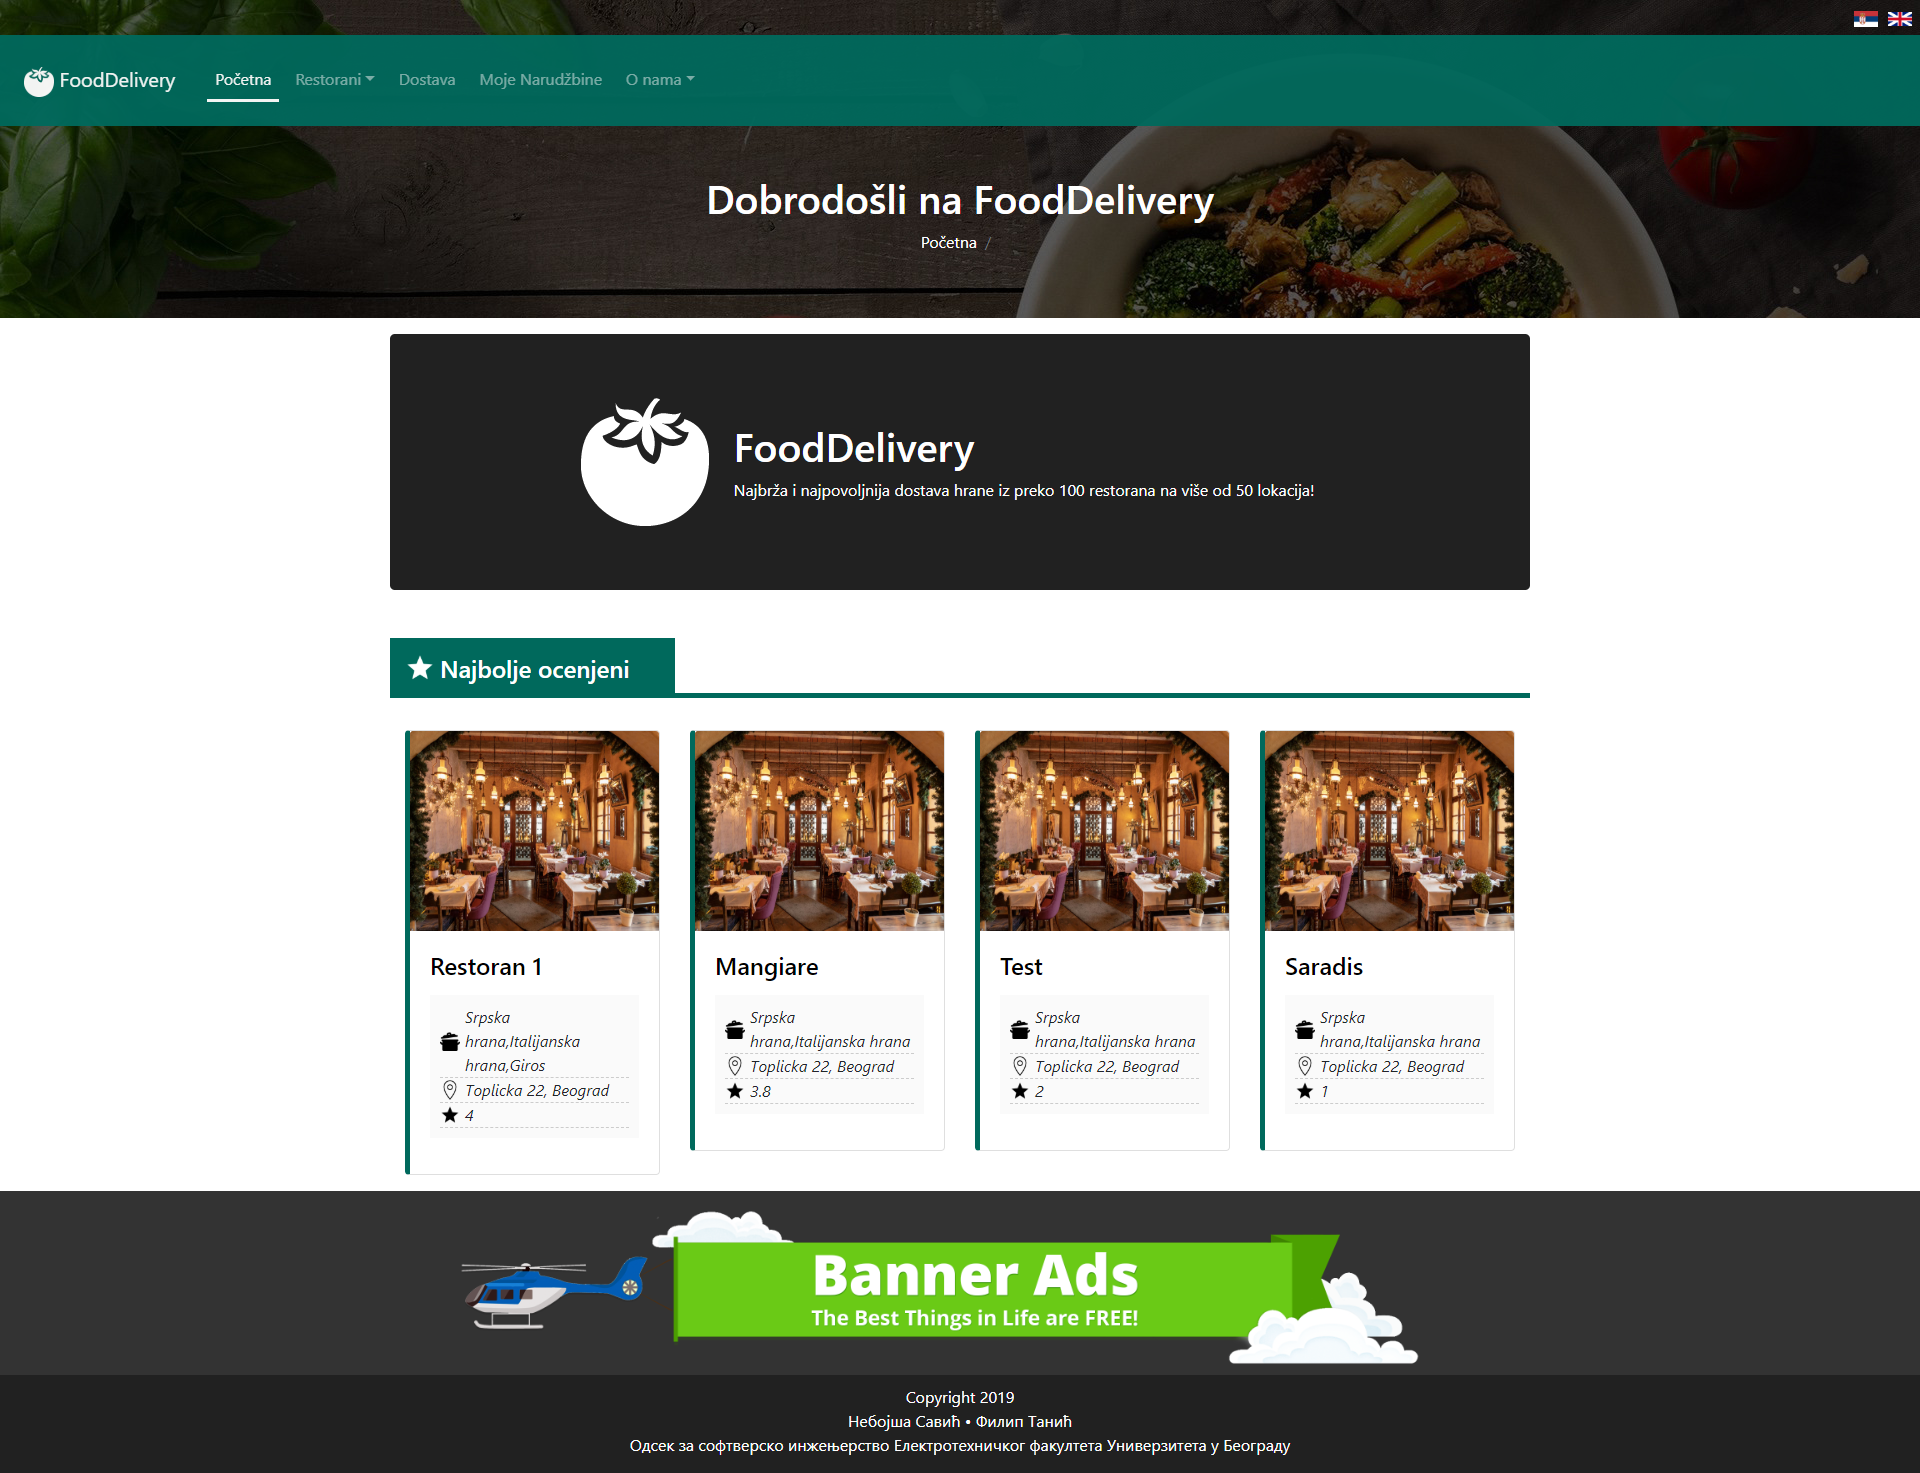 FoodDelivery
Početna
Restorani
Dostava
Moje Narudžbine
O nama
Dobrodošli na FoodDelivery
Početna /
FoodDelivery
Najbrža i najpovoljnija dostava hrane iz preko 100 restorana na više od 50 lokacija!
Najbolje ocenjeni
Restoran 1
Srpska
hrana,Italijanska
hrana,Giros
Toplicka 22, Beograd
4
Mangiare
Srpska
hrana,Italijanska hrana
Toplicka 22, Beograd
3.8
Test
Srpska
hrana,Italijanska hrana
Toplicka 22, Beograd
2
Saradis
Srpska
hrana,Italijanska hrana
Toplicka 22, Beograd
1
Banner Ads
The Best Things in Life are FREE!
Copyright 2019
Небојша Савић • Филип Танић
Одсек за софтверско инжењерство Електротехничког факултета Универзитета у Београду